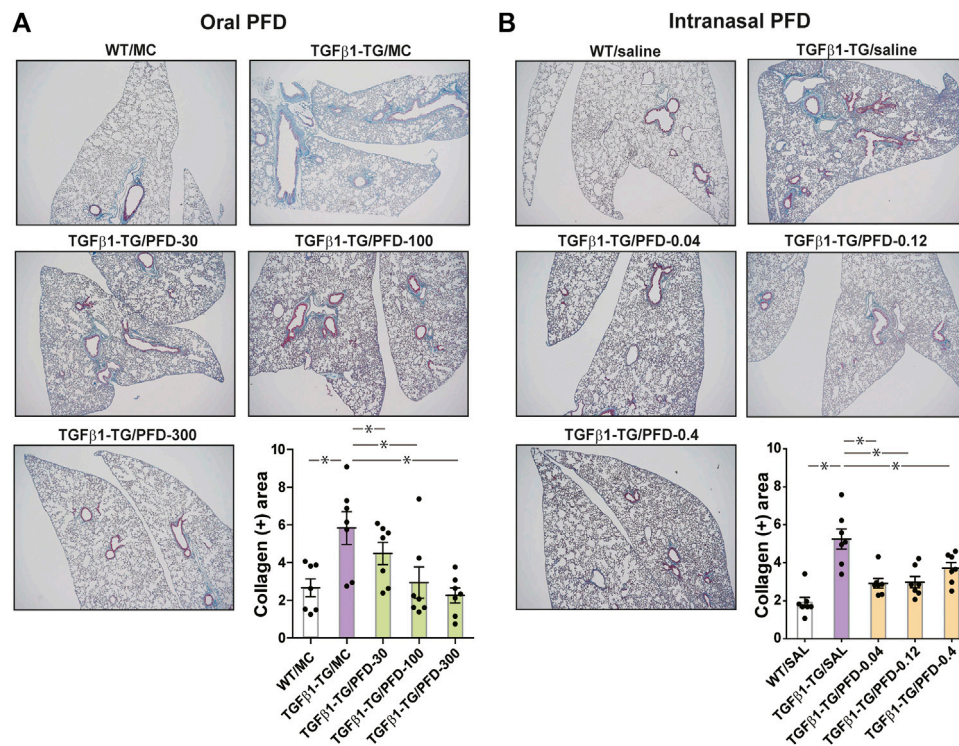 A
Oral PFD
WT/MC
TGFβ1-TG/MC
TGFβ1-TG/PFD-30
TGFβ1-TG/PFD-100
TGFβ1-TG/PFD-300
Collagen (+) area
10
8
6
4
2
0
*
*
*
*
WT/MC
TGFβ1-TG/MC
TGFβ1-TG/PFD-30
TGFβ1-TG/PFD-100
TGFβ1-TG/PFD-300
B
Intranasal PFD
WT/saline
TGFβ1-TG/saline
TGFβ1-TG/PFD-0.04
TGFβ1-TG/PFD-0.12
TGFβ1-TG/PFD-0.4
Collagen (+) area
10
8
6
4
2
0
*
*
*
*
WT/SAL
TGFβ1-TG/SAL
TGFβ1-TG/PFD-0.04
TGFβ1-TG/PFD-0.12
TGFβ1-TG/PFD-0.4